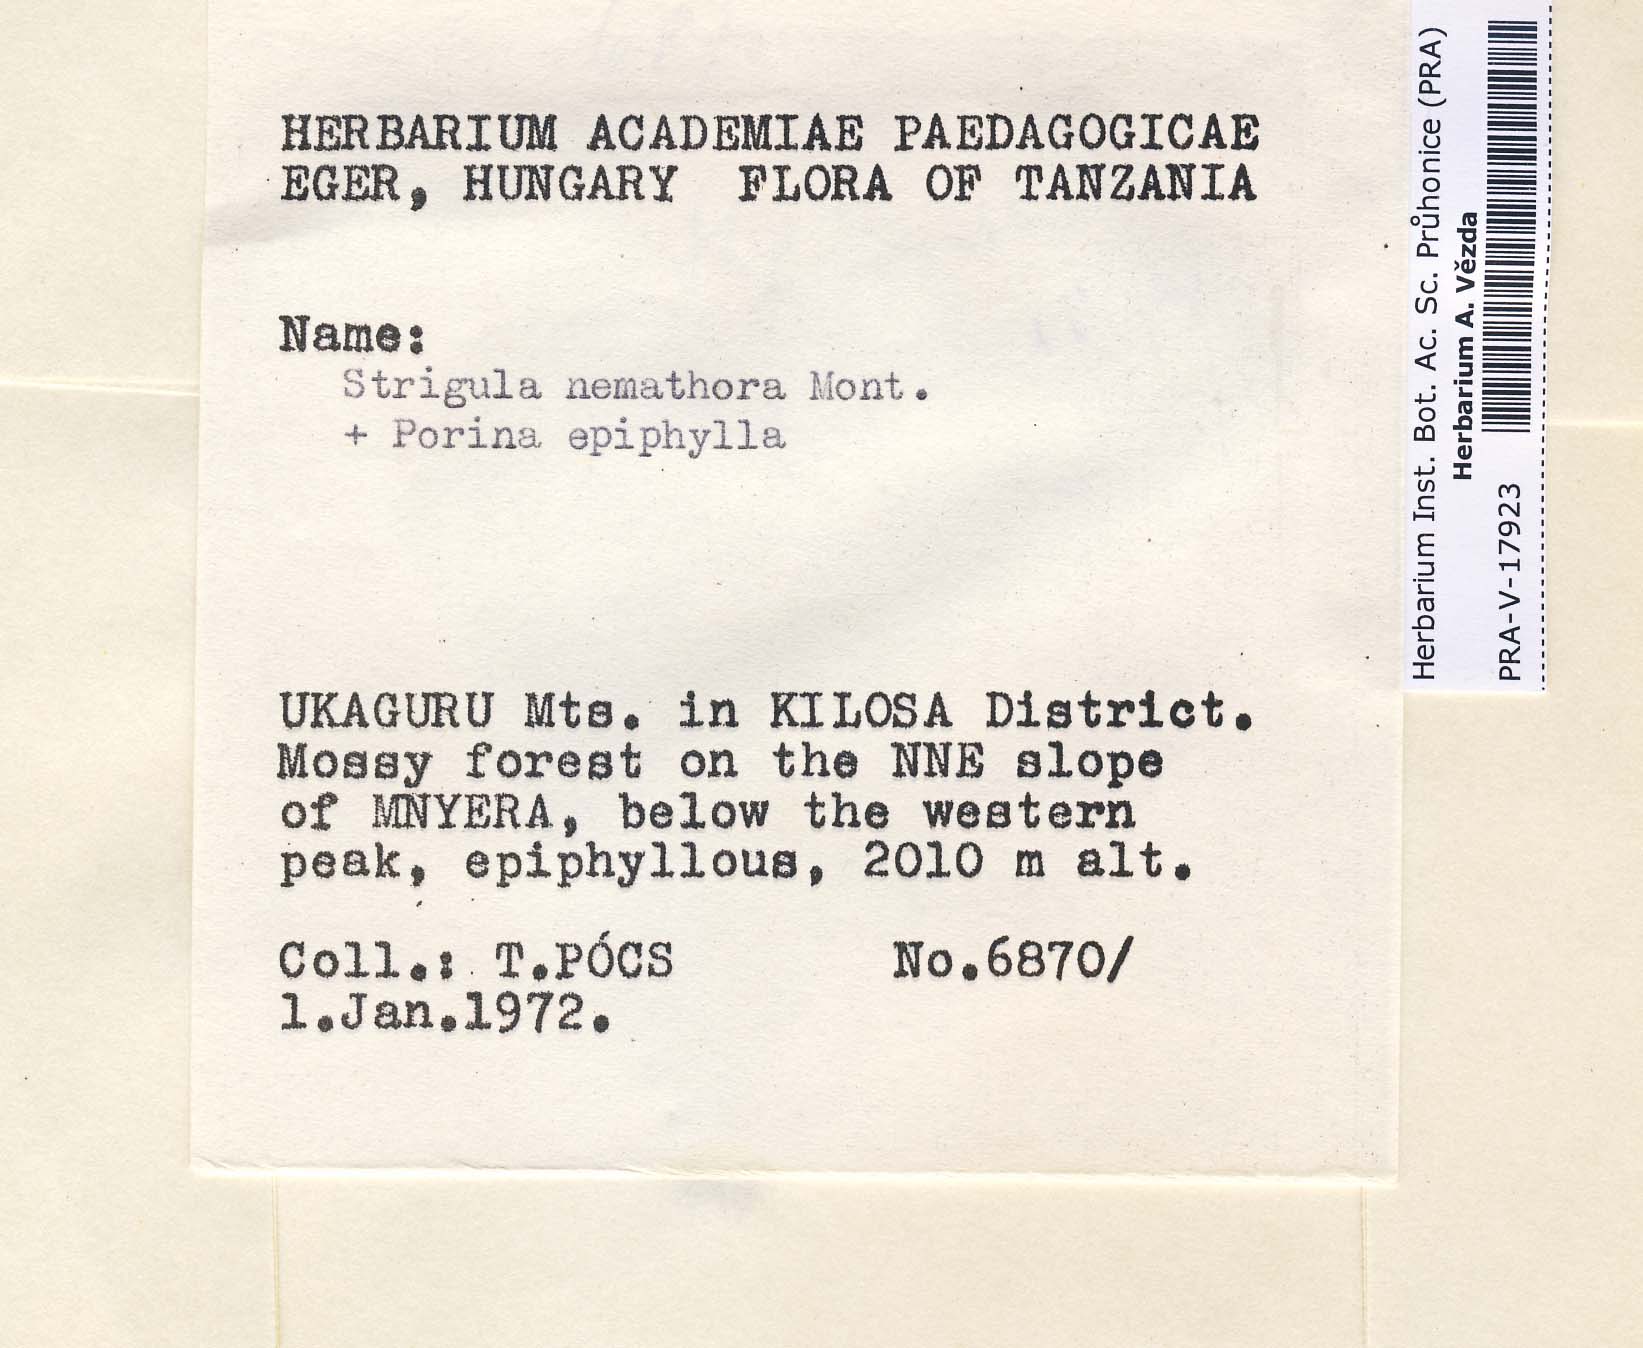 HERBARIUM ACADEMIAE PAEDAGOGICAE
EGER, HUNGARY FLORA OF TANZANIA
Name:
Strigula nemathora Mont.
+ Porina epiphylla
UKAGURU Mts. in KILOSA District.
Mossy forest on the NNE slope
of MNYERA, below the western
peak, epiphyllous, 2010 m alt.
Coll.: T.PÓCS No.6870/
1.Jan.1972.
Herbarium Inst. Bot. Ac. Sc. Průhonice (PRA)
Herbarium A. Vězda
PRA-V-17923